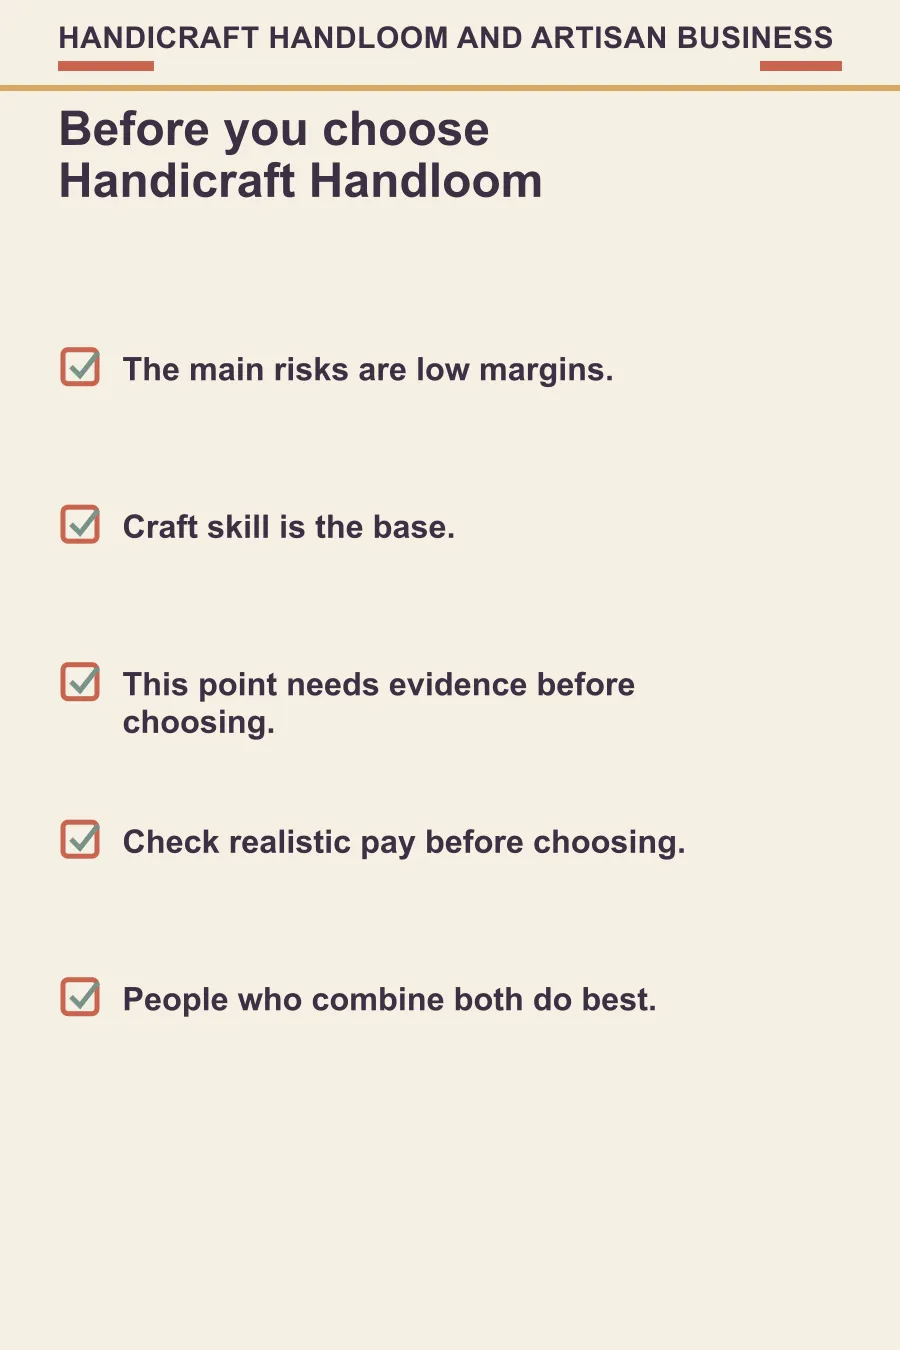 HANDICRAFT HANDLOOM AND ARTISAN BUSINESS
Before you choose
Handicraft Handloom
The main risks are low margins.
Craft skill is the base.
This point needs evidence before
choosing.
Check realistic pay before choosing.
People who combine both do best.